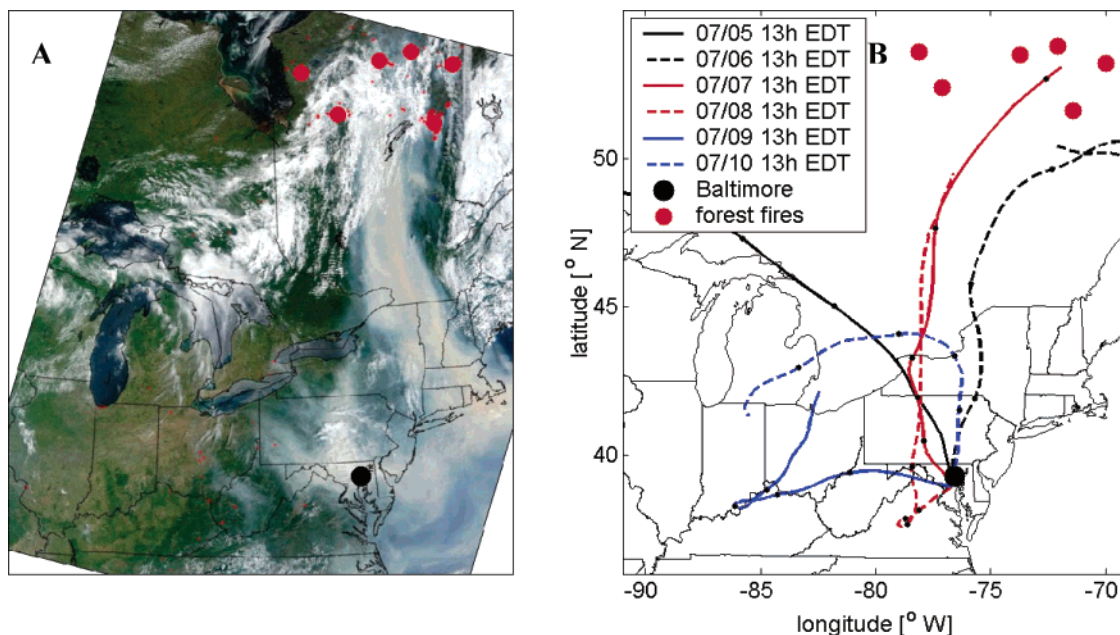 A
B
07/05 13h EDT
07/06 13h EDT
07/07 13h EDT
07/08 13h EDT
07/09 13h EDT
07/10 13h EDT
Baltimore
forest fires
50
45
40
latitude [° N]
-90
-85
-80
-75
-70
longitude [° W]